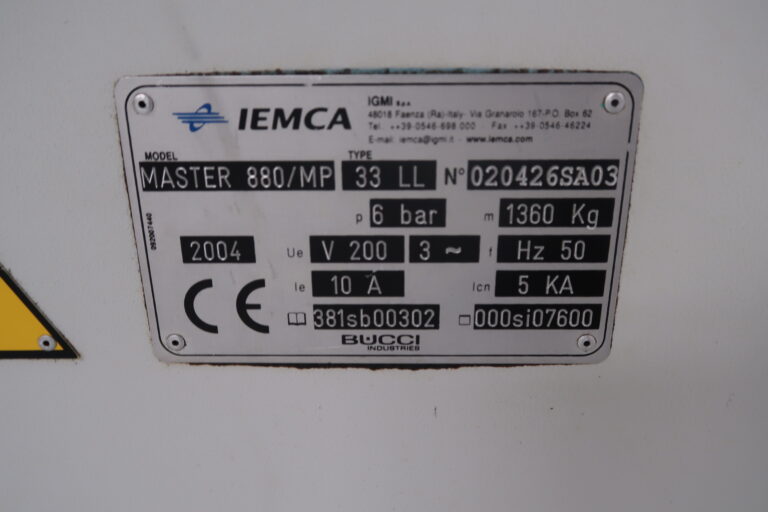 IEMCA
IGMI S.p.A.
48018 Faenza (Ra)-Italy- Via Granarolo 167-P.O. Box 62
Tel. ++39-0546-698 000 - Fax ++39-0546-46224
E-mail: iemca@igmi.it - www.iemca.com
MODEL TYPE
MASTER 880/MP 33 LL N° 020426SA03
p 6 bar m 1360 Kg
2004 Ue V 200 3 ~ f Hz 50
Ie 10 A Icn 5 KA
CE
381sb00302 000si07600
BUCCI
INDUSTRIES
092007440